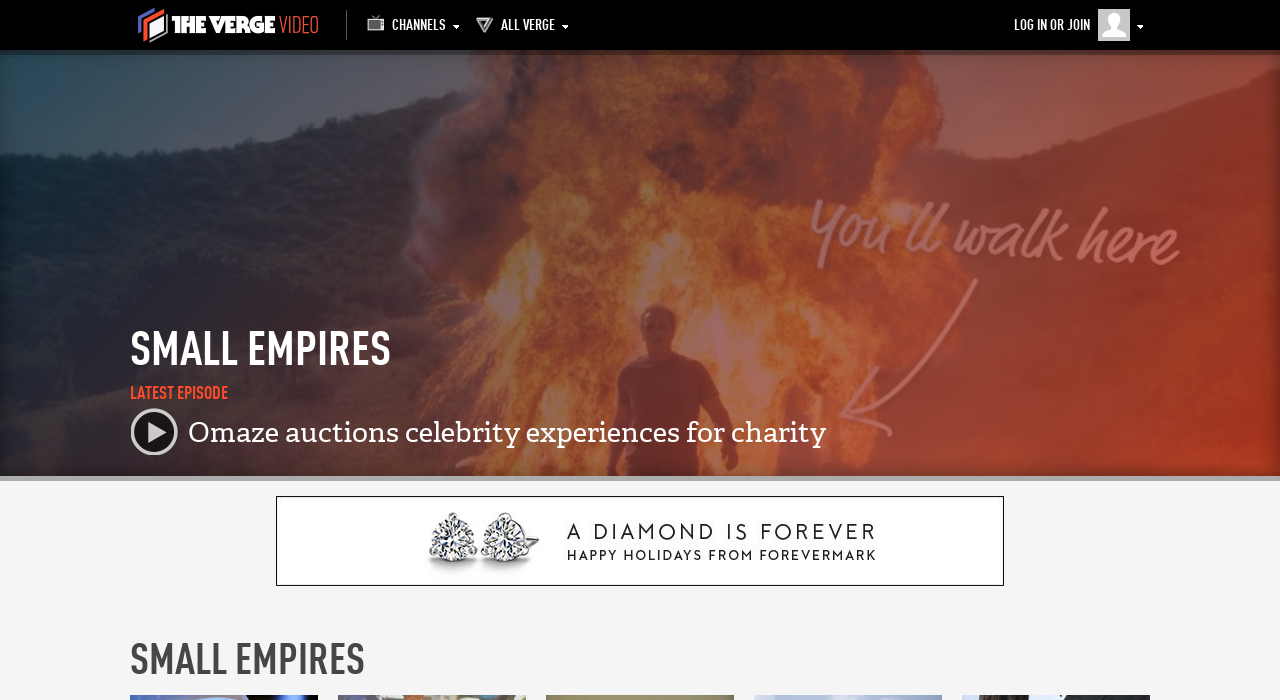 THE VERGE VIDEO
CHANNELS
ALL VERGE
LOG IN OR JOIN
You'll walk here
SMALL EMPIRES
LATEST EPISODE
Omaze auctions celebrity experiences for charity
A DIAMOND IS FOREVER
HAPPY HOLIDAYS FROM FOREVERMARK
SMALL EMPIRES